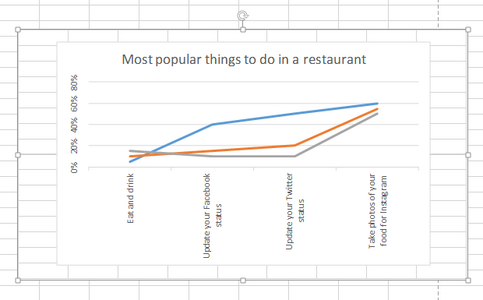 Most popular things to do in a restaurant
80%
60%
40%
20%
0%
Eat and drink
Update your Facebook
status
Update your Twitter
status
Take photos of your
food for Instagram